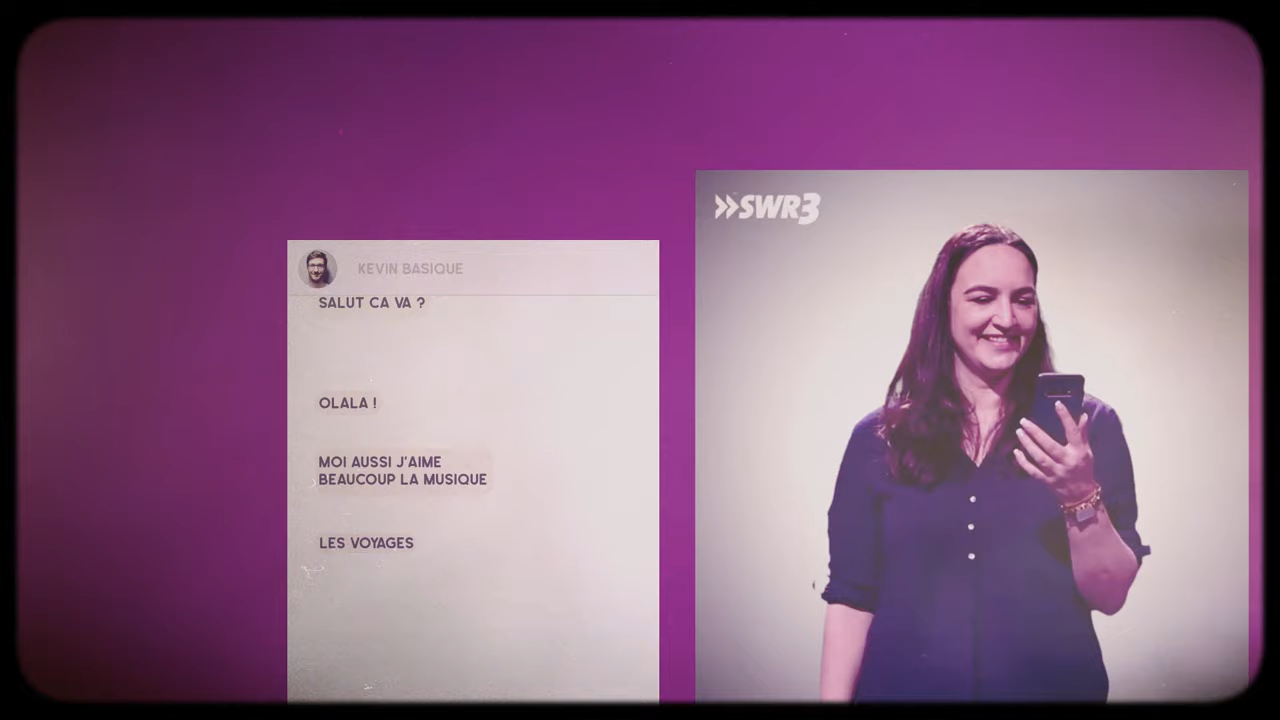 KEVIN BASIQUE
SALUT CA VA ?
OLALA !
MOI AUSSI J'AIME
BEAUCOUP LA MUSIQUE
LES VOYAGES
SWR3